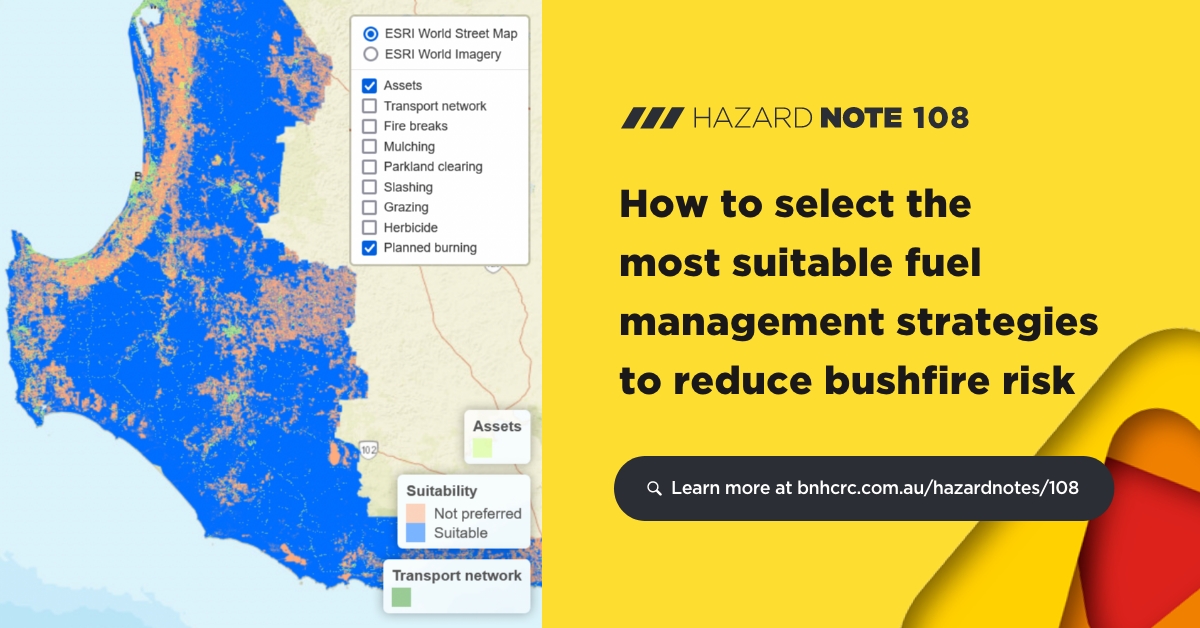 ESRI World Street Map
ESRI World Imagery
Assets
Transport network
Fire breaks
Mulching
Parkland clearing
Slashing
Grazing
Herbicide
Planned burning
B
102
Assets
Suitability
Not preferred
Suitable
Transport network
HAZARD NOTE 108
How to select the
most suitable fuel
management strategies
to reduce bushfire risk
Learn more at bnhcrc.com.au/hazardnotes/108